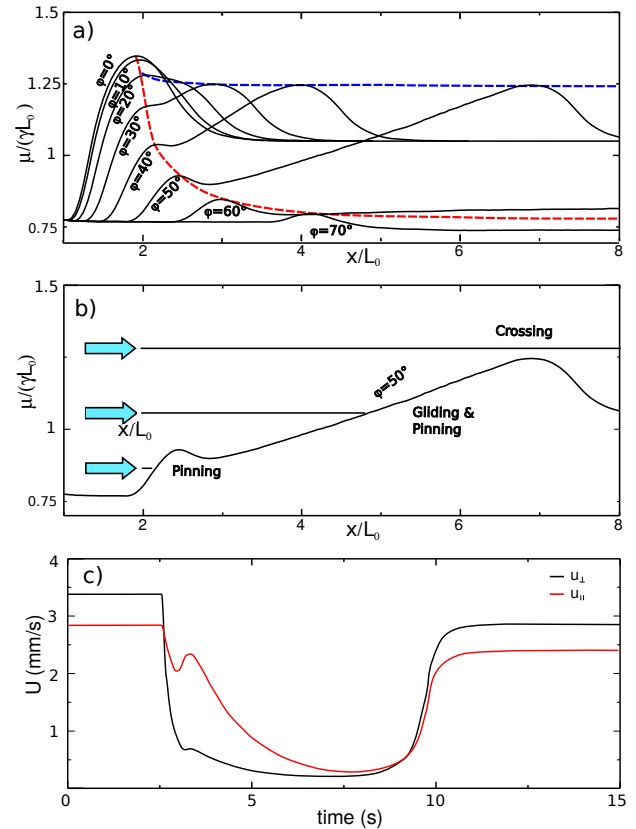 a)
1.5
1.25
1
0.75
μ/(γL₀)
φ=0°
φ=10°
φ=20°
φ=30°
φ=40°
φ=50°
φ=60°
φ=70°
2 4 6 8
x/L₀
b)
1.5
1
0.75
μ/(γL₀)
Crossing
φ=50°
Gliding &
Pinning
x/L₀
Pinning
2 4 6 8
x/L₀
c)
4
3
2
1
U (mm/s)
u⊥
u||
0 5 10 15
time (s)